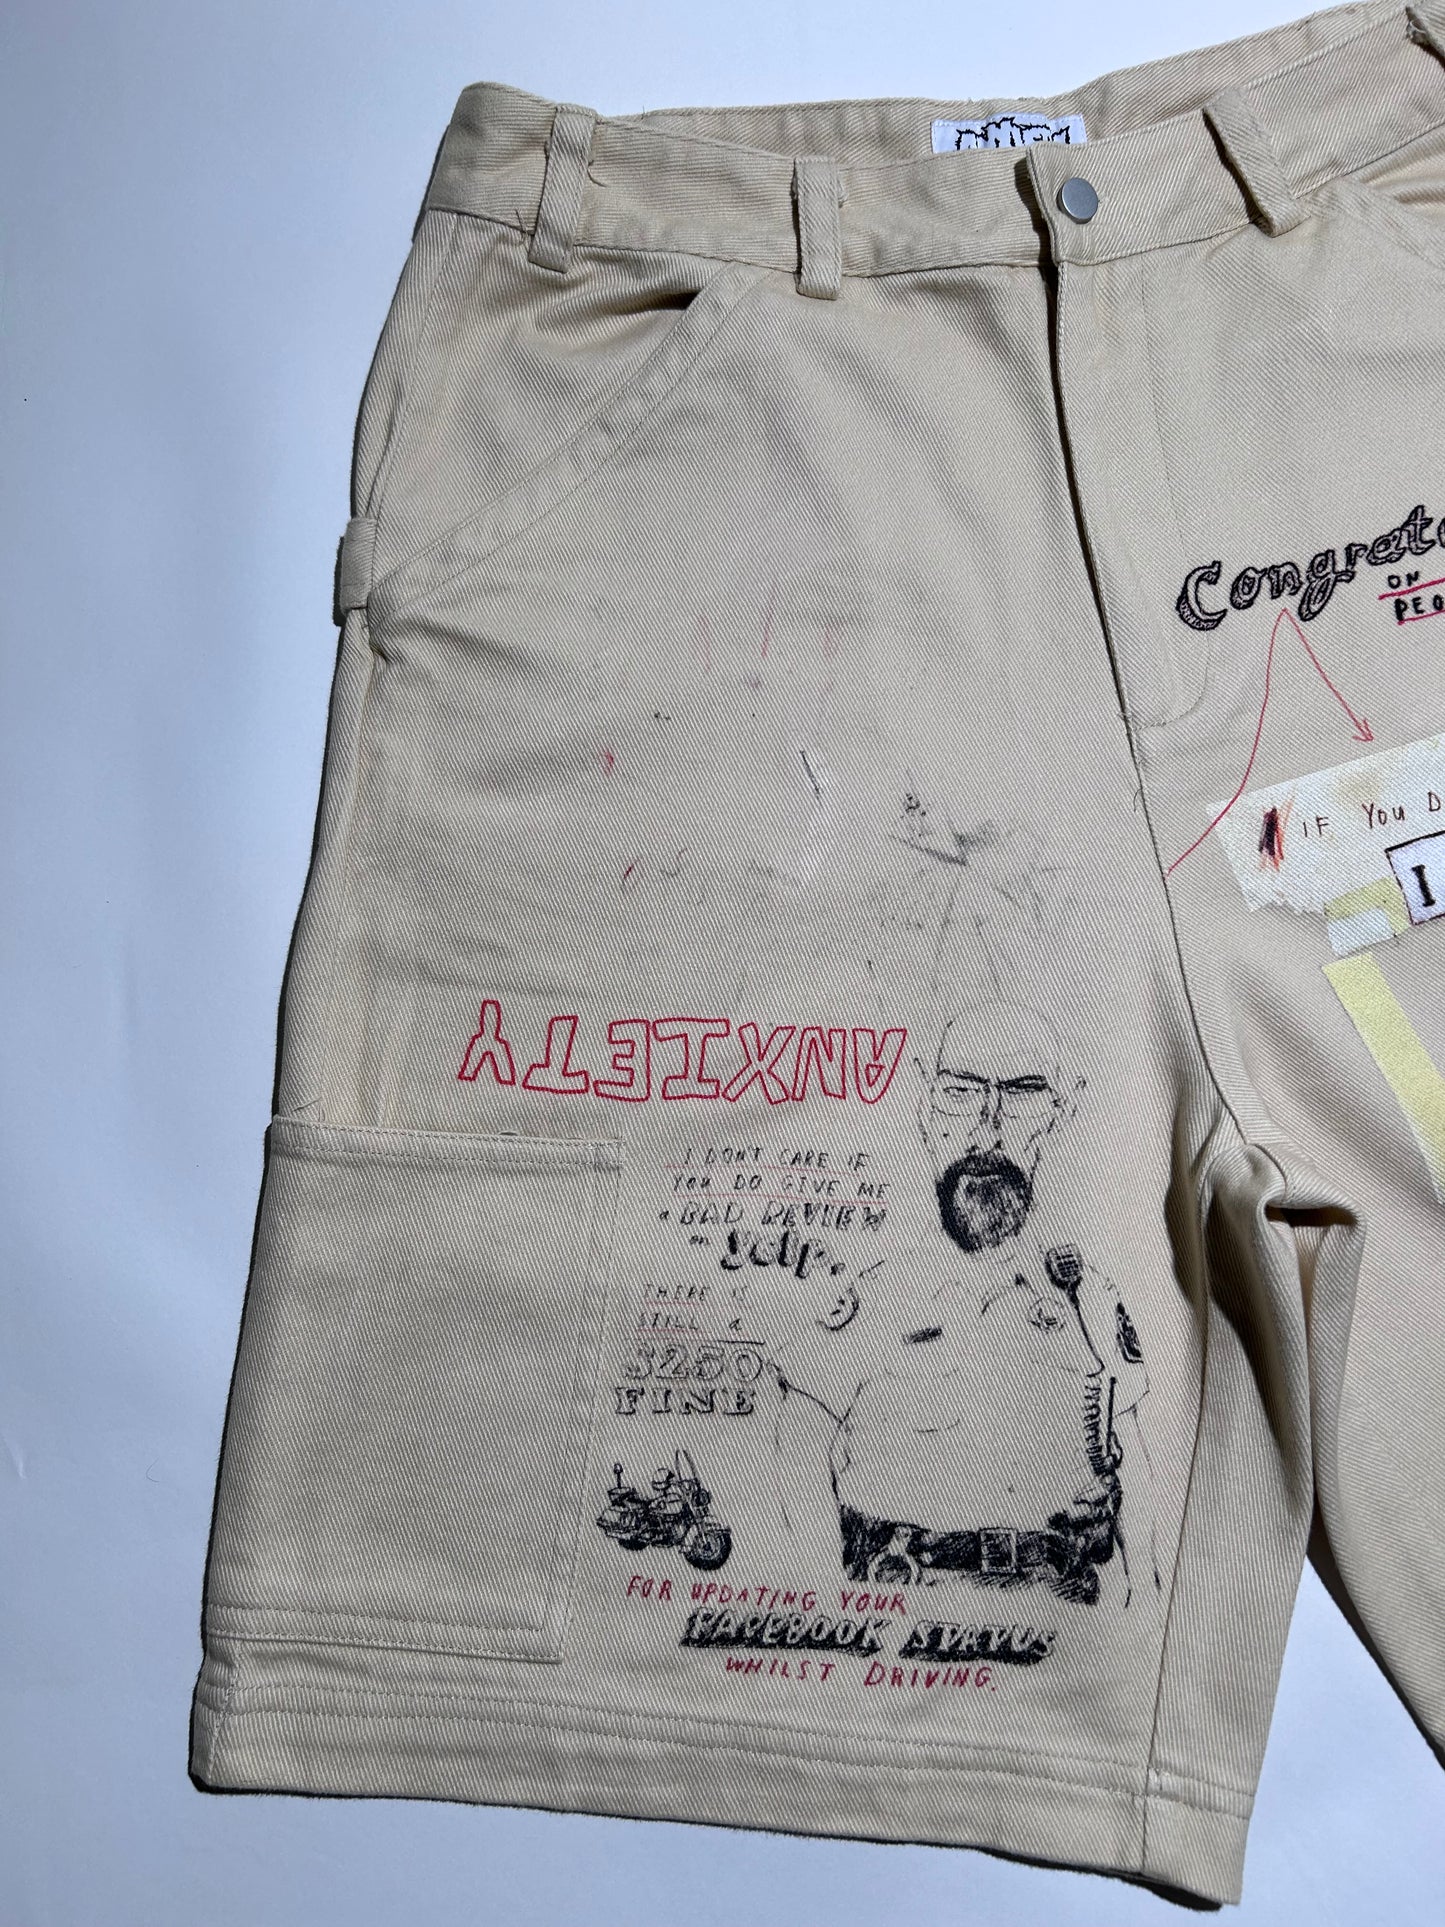 Congrat
ON
PEO
IF YOU D
I
ANXIETY
I DON'T CARE IF
YOU DO GIVE ME
a BAD REVIEW
on yelp.
THERE IS
STILL a
$250
FINE
FOR UPDATING YOUR
FACEBOOK STATUS
WHILST DRIVING.